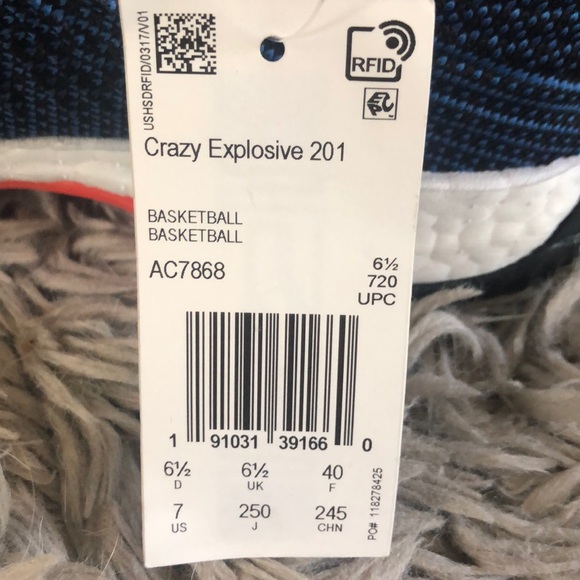 USHSDRFID/0317/V01
RFID
EPC
Crazy Explosive 201
BASKETBALL
BASKETBALL
AC7868
6½
720
UPC
1 91031 39166 0
6½ 6½ 40
D UK F
7 250 245
US J CHN
PO# 118278425